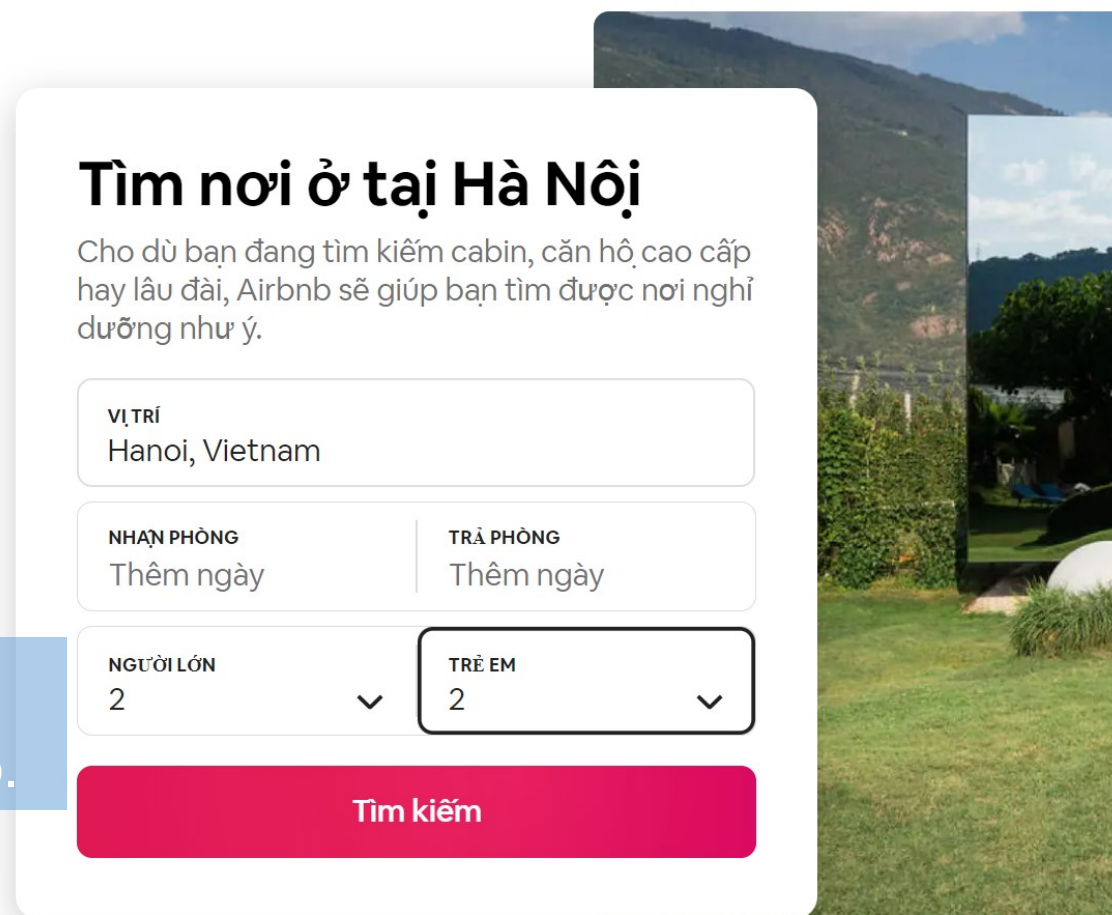 Tìm nơi ở tại Hà Nội
Cho dù bạn đang tìm kiếm cabin, căn hộ cao cấp
hay lâu đài, Airbnb sẽ giúp bạn tìm được nơi nghỉ
dưỡng như ý.
VỊ TRÍ
Hanoi, Vietnam
NHẬN PHÒNG
Thêm ngày
TRẢ PHÒNG
Thêm ngày
NGƯỜI LỚN
2
TRẺ EM
2
Tìm kiếm